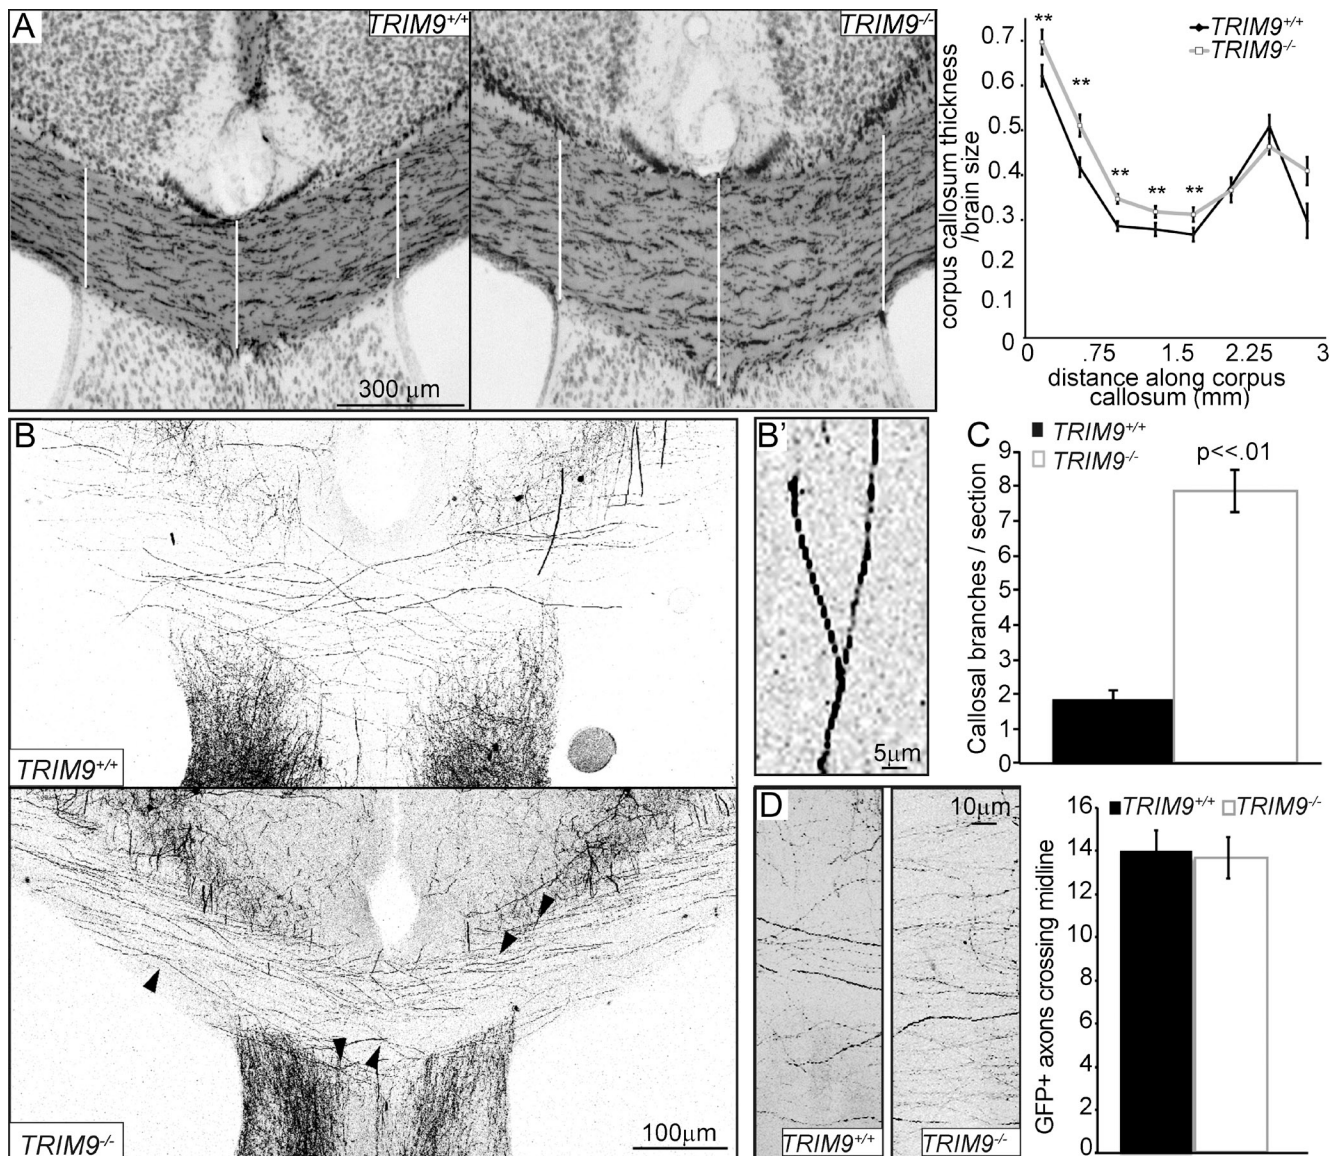 A
TRIM9+/+
TRIM9-/-
300 μm
corpus callosum thickness
/brain size
0.7
0.6
0.5
0.4
0.3
0.2
0.1
0
**
**
**
**
**
TRIM9+/+
TRIM9-/-
0
.75
1.5
2.25
3
distance along corpus
callosum (mm)
B
TRIM9+/+
TRIM9-/-
100μm
B'
5μm
C
TRIM9+/+
TRIM9-/-
p<<.01
Callosal branches / section
9
8
7
6
5
4
3
2
1
0
D
10μm
TRIM9+/+
TRIM9-/-
GFP+ axons crossing midline
16
14
12
10
8
6
4
2
0
TRIM9+/+
TRIM9-/-